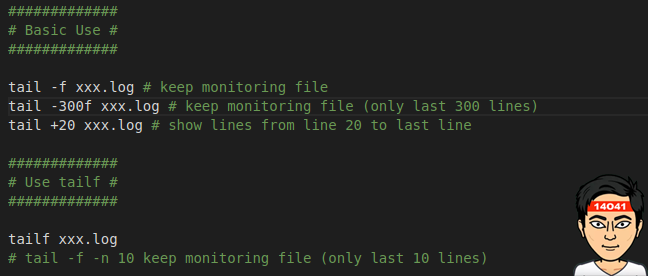 #############
# Basic Use #
#############
tail -f xxx.log # keep monitoring file
tail -300f xxx.log # keep monitoring file (only last 300 lines)
tail +20 xxx.log # show lines from line 20 to last line
#############
# Use tailf #
#############
tailf xxx.log
# tail -f -n 10 keep monitoring file (only last 10 lines)
14041